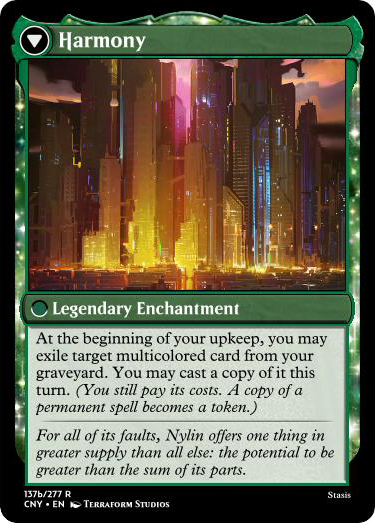 Harmony
Legendary Enchantment
At the beginning of your upkeep, you may
exile target multicolored card from your
graveyard. You may cast a copy of it this
turn. (You still pay its costs. A copy of a
permanent spell becomes a token.)
For all of its faults, Nylin offers one thing in
greater supply than all else: the potential to be
greater than the sum of its parts.
137b/277 R
Stasis
CNY • EN Terraform Studios